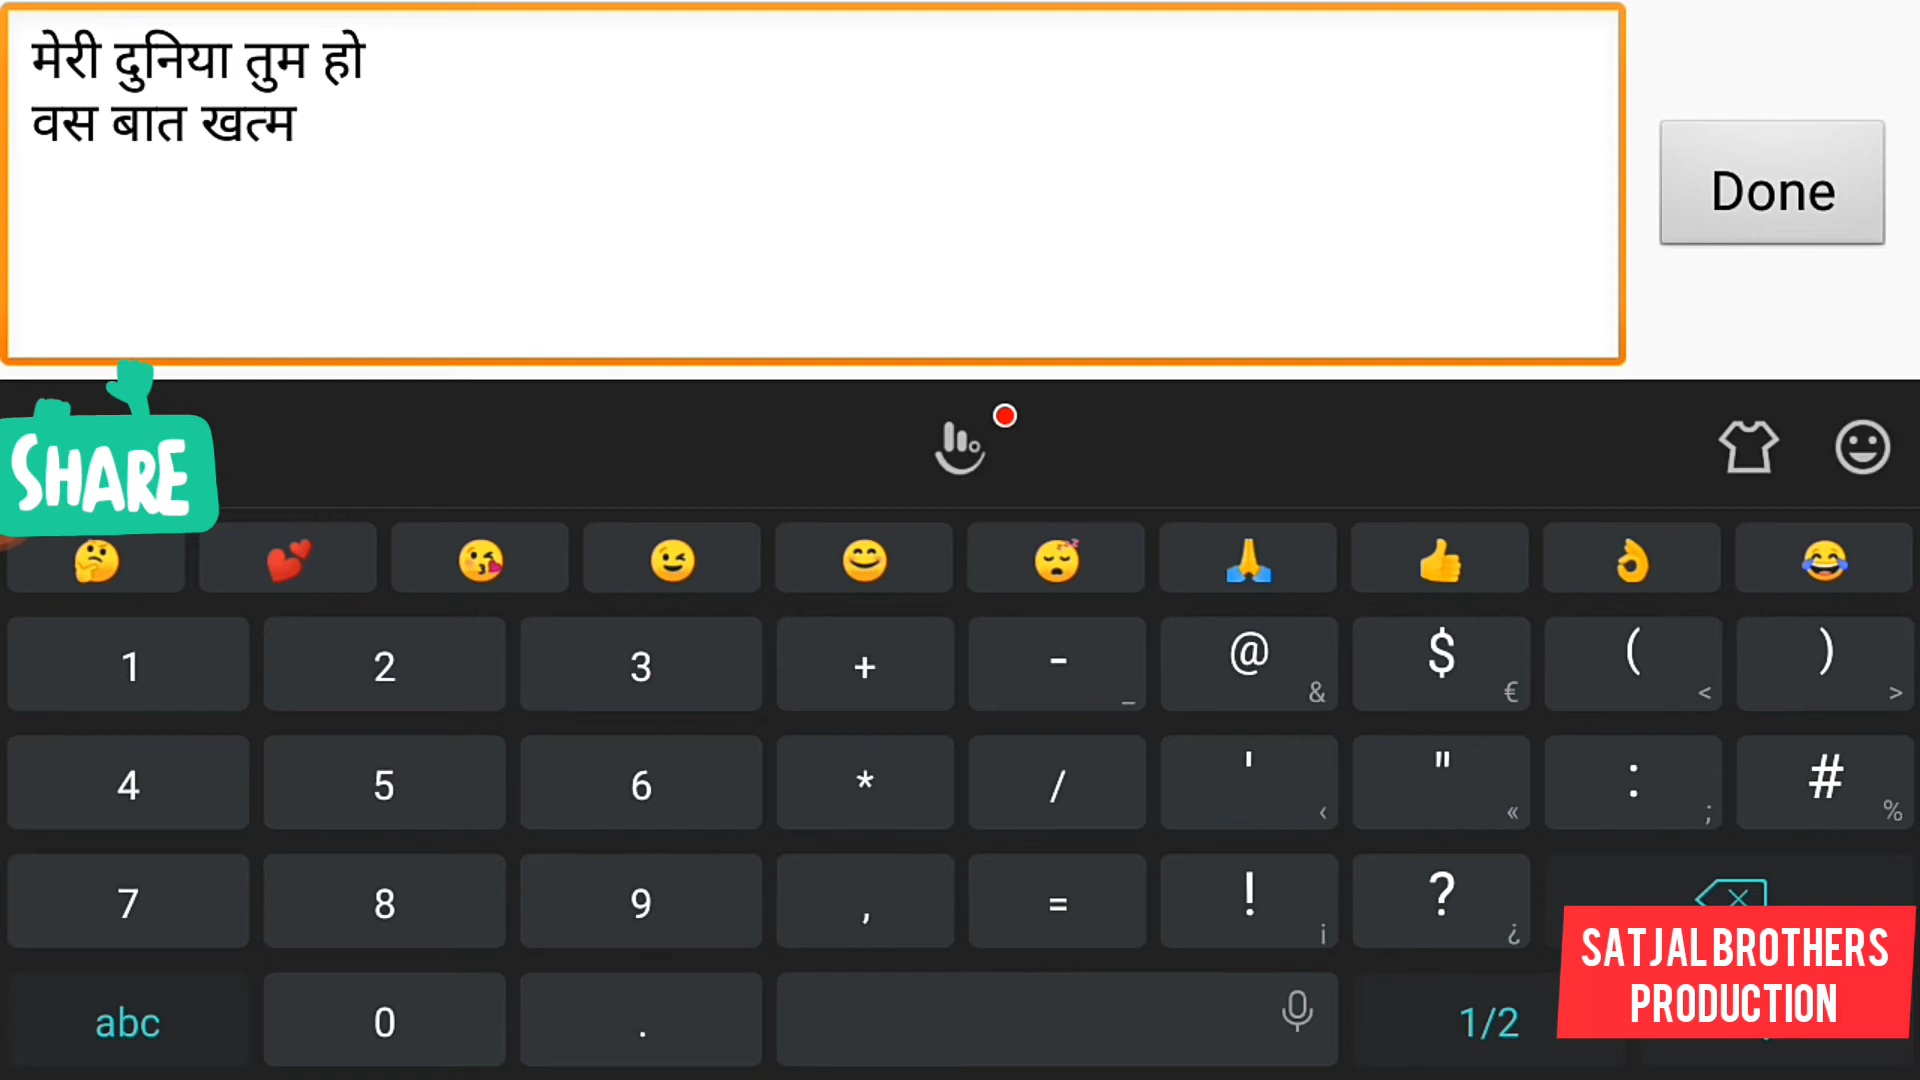 मेरी दुनिया तुम हो
वस बात खत्म
Done
SHARE
1 2 3 + - _ @ & $ € ( < ) >
4 5 6 * / ' ‹ " « : ; # %
7 8 9 , = ! ¡ ? ¿
abc 0 . 1/2
SATJAL BROTHERS
PRODUCTION